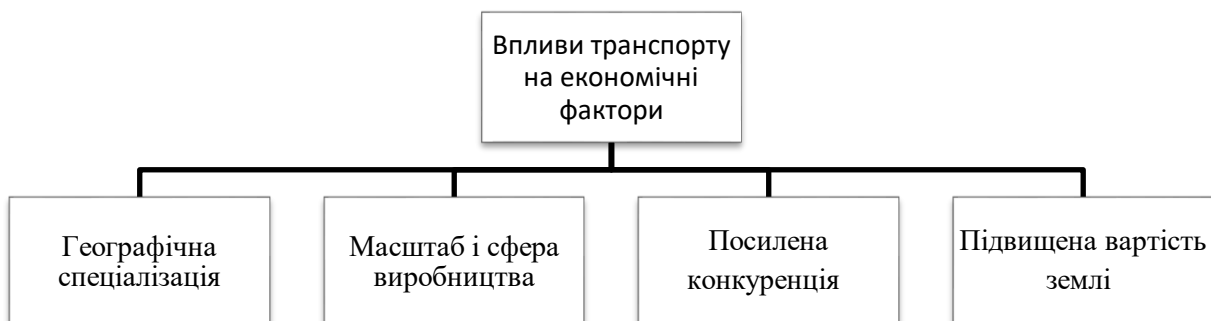 Впливи транспорту
на економічні
фактори
Географічна
спеціалізація
Масштаб і сфера
виробництва
Посилена
конкуренція
Підвищена вартість
землі